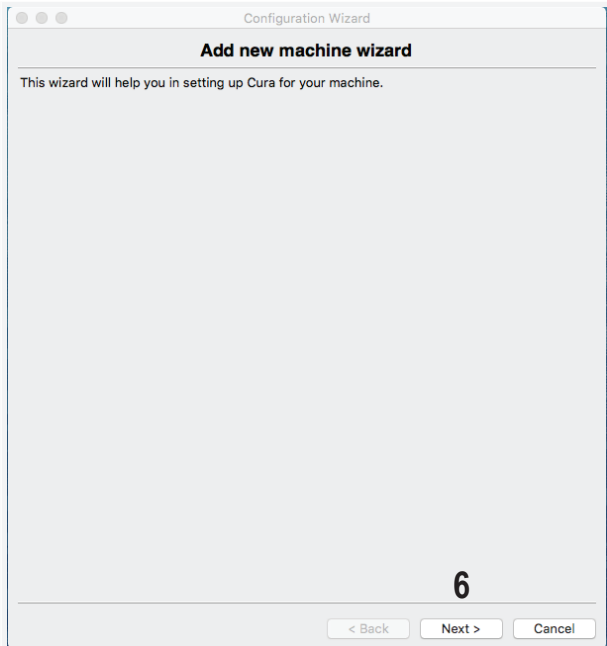 Configuration Wizard
Add new machine wizard
This wizard will help you in setting up Cura for your machine.
6
< Back Next > Cancel